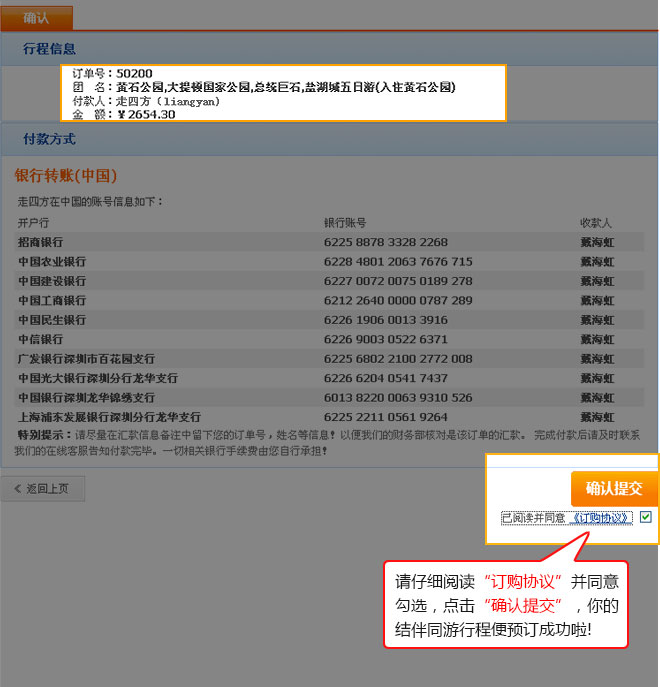 确认
行程信息
订单号：50200
团　名：黄石公园,大提顿国家公园,总统巨石,盐湖城五日游(入住黄石公园)
付款人：走四方（liangyan）
金　额：￥2654.30
付款方式
银行转账(中国)
走四方在中国的账号信息如下：
开户行 银行账号 收款人
招商银行 6225 8878 3328 2268 戴海虹
中国农业银行 6228 4801 2063 7676 715 戴海虹
中国建设银行 6227 0072 0075 0189 278 戴海虹
中国工商银行 6212 2640 0000 0787 289 戴海虹
中国民生银行 6226 1906 0013 3916 戴海虹
中信银行 6226 9003 0522 6371 戴海虹
广发银行深圳市百花园支行 6225 6802 2100 2772 008 戴海虹
中国光大银行深圳分行龙华支行 6226 6204 0541 7437 戴海虹
中国银行深圳龙华锦绣支行 6013 8220 0063 9310 526 戴海虹
上海浦东发展银行深圳分行龙华支行 6225 2211 0561 9264 戴海虹
特别提示：请尽量在汇款信息备注中留下您的订单号，姓名等信息！以便我们的财务部核对是该订单的汇款。 完成付款后请及时联系
我们的在线客服告知付款完毕。一切相关银行手续费由您自行承担！
< 返回上页
确认提交
已阅读并同意 《订购协议》
请仔细阅读“订购协议”并同意
勾选，点击“确认提交”，你的
结伴同游行程便预订成功啦!